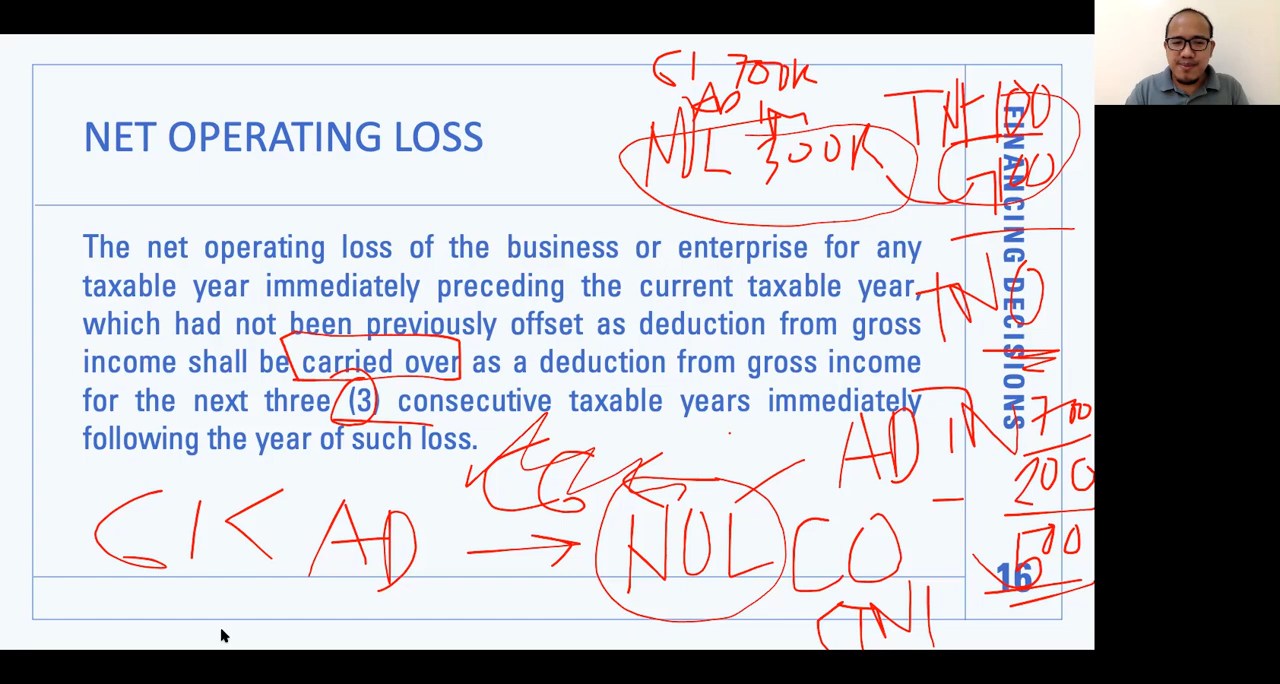 GI 700K
AD 1m
NOL 300K
NET OPERATING LOSS
The net operating loss of the business or enterprise for any
taxable year immediately preceding the current taxable year,
which had not been previously offset as deduction from gross
income shall be carried over as a deduction from gross income
for the next three (3) consecutive taxable years immediately
following the year of such loss.
GI < AD
NOL
CO
AD
700
200
500
FINANCING DECISIONS
16